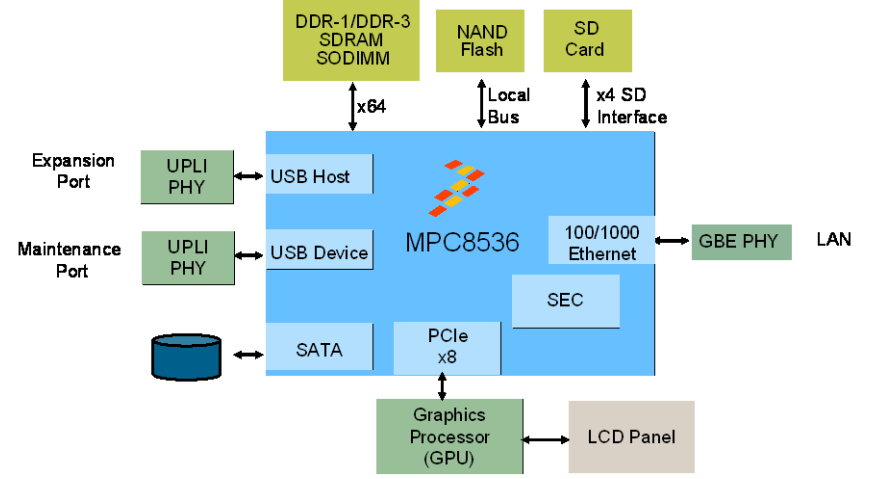 DDR-1/DDR-3
SDRAM
SODIMM
NAND
Flash
SD
Card
x64
Local
Bus
x4 SD
Interface
Expansion
Port
UPLI
PHY
USB Host
MPC8536
100/1000
Ethernet
GBE PHY
LAN
Maintenance
Port
UPLI
PHY
USB Device
SEC
SATA
PCIe
x8
Graphics
Processor
(GPU)
LCD Panel